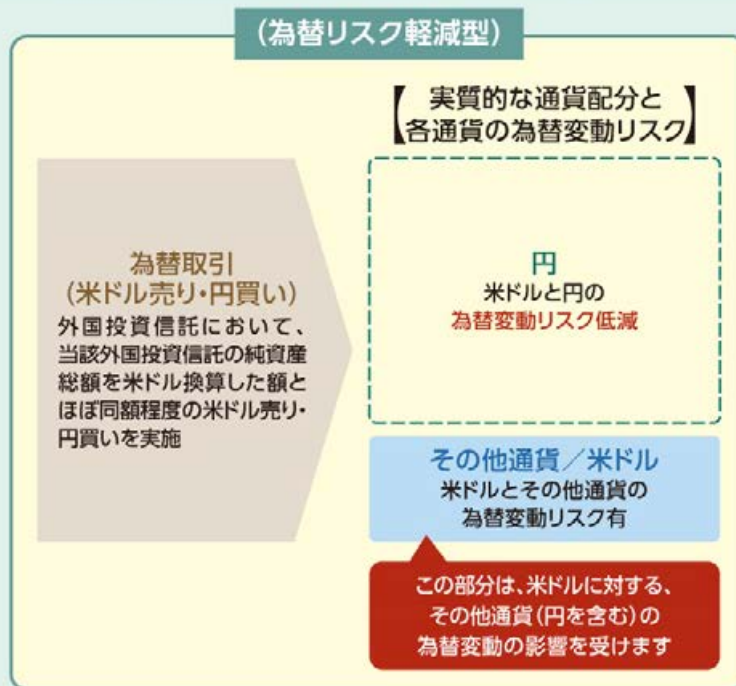 (為替リスク軽減型)
【実質的な通貨配分と
各通貨の為替変動リスク】
為替取引
(米ドル売り・円買い)
外国投資信託において、
当該外国投資信託の純資産
総額を米ドル換算した額と
ほぼ同額程度の米ドル売り・
円買いを実施
円
米ドルと円の
為替変動リスク低減
その他通貨／米ドル
米ドルとその他通貨の
為替変動リスク有
この部分は、米ドルに対する、
その他通貨(円を含む)の
為替変動の影響を受けます